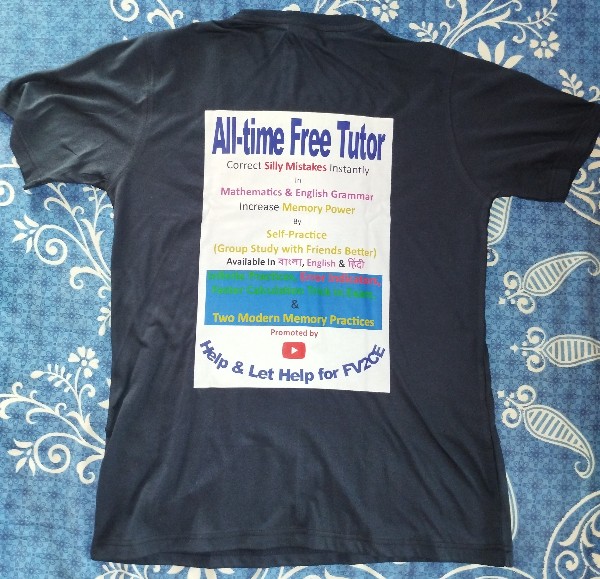 All-time Free Tutor
Correct Silly Mistakes Instantly
In
Mathematics & English Grammar
Increase Memory Power
By
Self-Practice
(Group Study with Friends Better)
Available In বাংলা, English & हिंदी
&
Two Modern Memory Practices
Promoted by
Help & Let Help for FV2CE